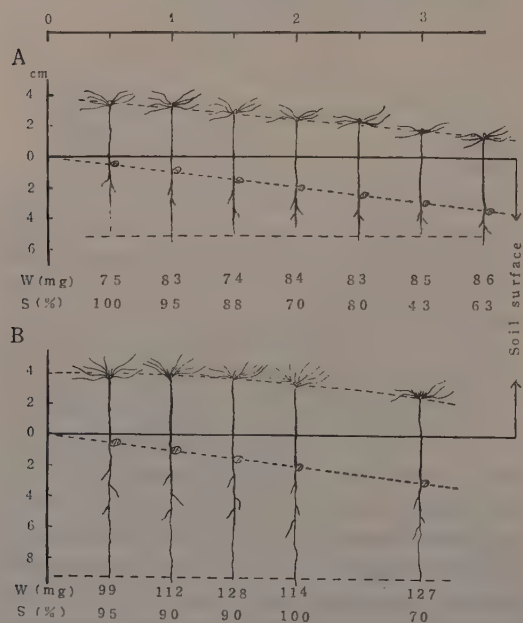 0 1 2 3
A
cm
4
2
0
2
4
6
W (mg) 75 83 74 84 83 85 86
S (%) 100 95 88 70 80 43 63
Soil surface
B
4
2
0
2
4
6
8
W (mg) 99 112 128 114 127
S (%) 95 90 90 100 70